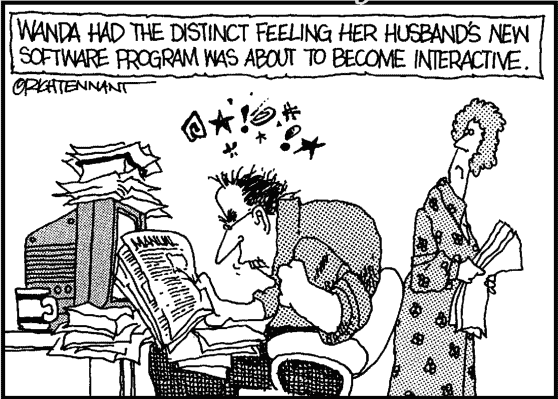 WANDA HAD THE DISTINCT FEELING HER HUSBAND'S NEW
SOFTWARE PROGRAM WAS ABOUT TO BECOME INTERACTIVE.
©RICHTENNANT
MANUAL